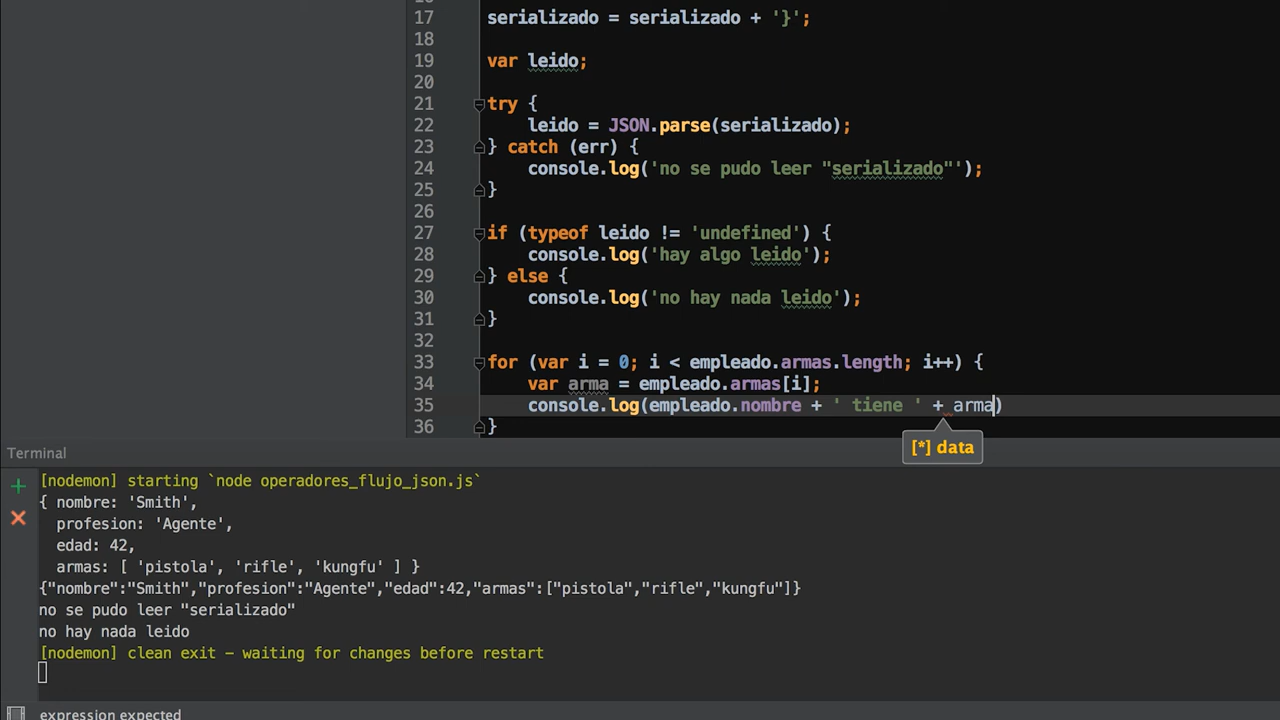 17 serializado = serializado + '}';
18
19 var leido;
20
21 try {
22 leido = JSON.parse(serializado);
23 } catch (err) {
24 console.log('no se pudo leer "serializado"');
25 }
26
27 if (typeof leido != 'undefined') {
28 console.log('hay algo leido');
29 } else {
30 console.log('no hay nada leido');
31 }
32
33 for (var i = 0; i < empleado.armas.length; i++) {
34 var arma = empleado.armas[i];
35 console.log(empleado.nombre + ' tiene ' + arma)
36 }
[*] data
Terminal
[nodemon] starting `node operadores_flujo_json.js`
{ nombre: 'Smith',
profesion: 'Agente',
edad: 42,
armas: [ 'pistola', 'rifle', 'kungfu' ] }
{"nombre":"Smith","profesion":"Agente","edad":42,"armas":["pistola","rifle","kungfu"]}
no se pudo leer "serializado"
no hay nada leido
[nodemon] clean exit - waiting for changes before restart
expression expected